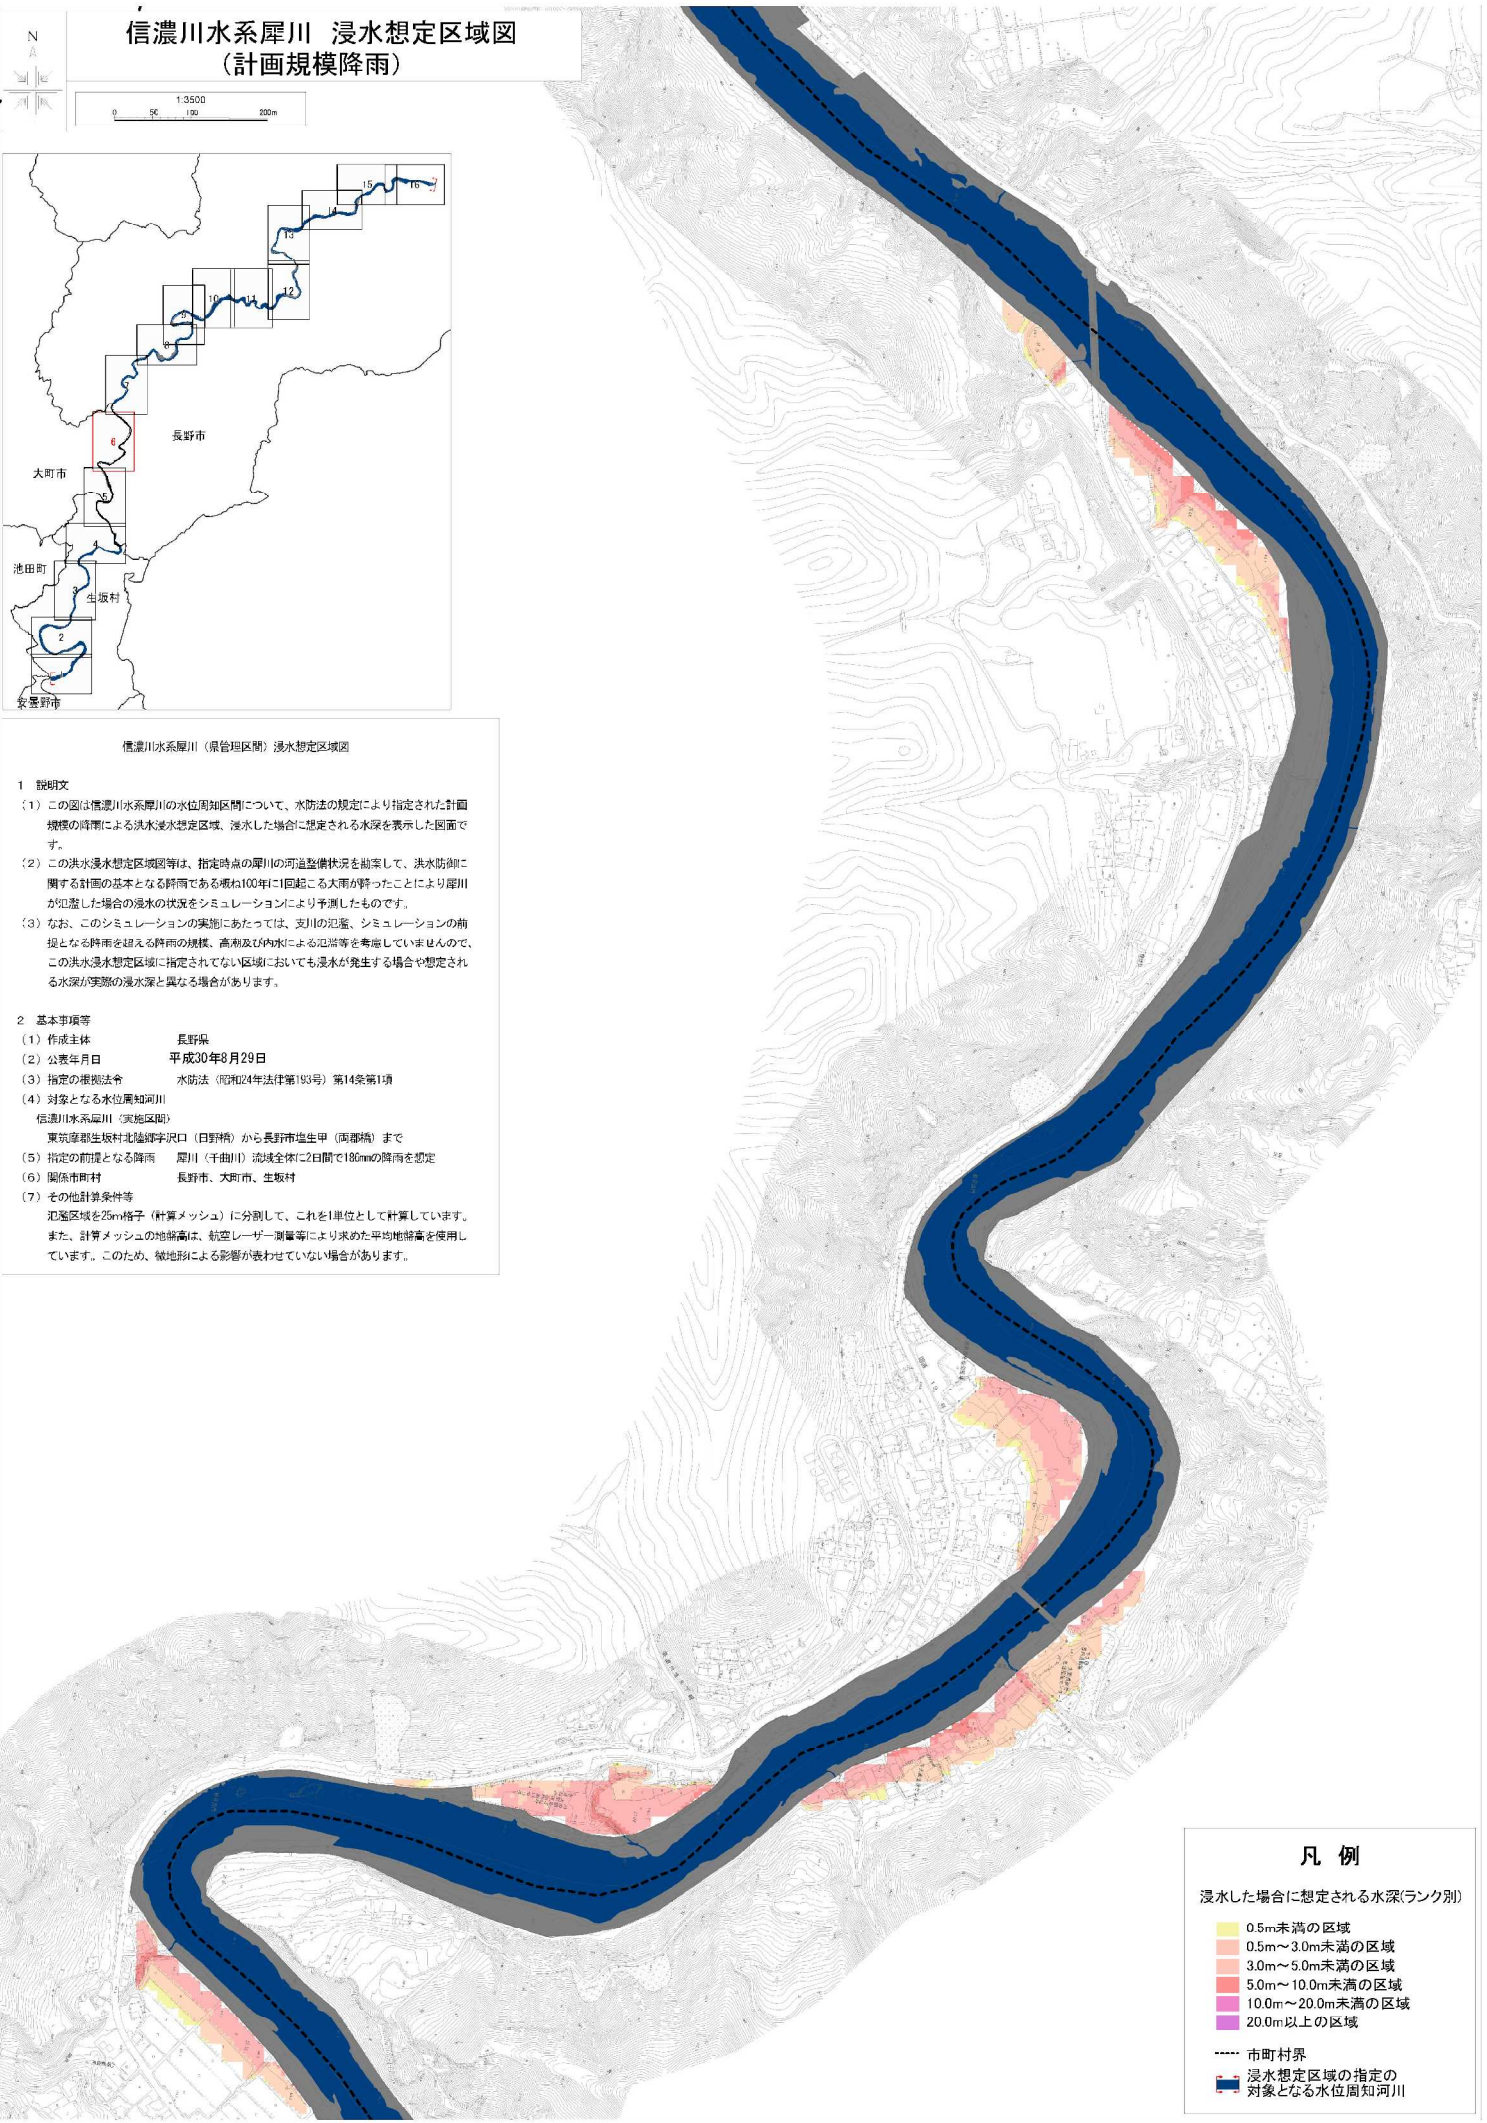 信濃川水系犀川 浸水想定区域図
(計画規模降雨)
N
1:3500
0 50 100 200m
15
16
14
13
12
11
10
9
8
7
6
長野市
大町市
5
4
池田町
3
生坂村
2
1
安曇野市
信濃川水系犀川（県管理区間）浸水想定区域図
1 説明文
（1）この図は信濃川水系犀川の水位周知区間について、水防法の規定により指定された計画
規模の降雨による洪水浸水想定区域、浸水した場合に想定される水深を表示した図面で
す。
（2）この洪水浸水想定区域図等は、指定時点の犀川の河道整備状況を勘案して、洪水防御に
関する計画の基本となる降雨である概ね100年に1回起こる大雨が降ったことにより犀川
が氾濫した場合の浸水の状況をシミュレーションにより予測したものです。
（3）なお、このシミュレーションの実施にあたっては、支川の氾濫、シミュレーションの前
提となる降雨を超える降雨の規模、高潮及び内水による氾濫等を考慮していませんので、
この洪水浸水想定区域に指定されてない区域においても浸水が発生する場合や想定され
る水深が実際の浸水深と異なる場合があります。
2 基本事項等
（1）作成主体 長野県
（2）公表年月日 平成30年8月29日
（3）指定の根拠法令 水防法（昭和24年法律第193号）第14条第1項
（4）対象となる水位周知河川
信濃川水系犀川（実施区間）
東筑摩郡生坂村北陸郷字沢口（日野橋）から長野市塩生甲（両郡橋）まで
（5）指定の前提となる降雨 犀川（千曲川）流域全体に2日間で186mmの降雨を想定
（6）関係市町村 長野市、大町市、生坂村
（7）その他計算条件等
氾濫区域を25m格子（計算メッシュ）に分割して、これを1単位として計算しています。
また、計算メッシュの地盤高は、航空レーザー測量等により求めた平均地盤高を使用し
ています。このため、微地形による影響が表わせていない場合があります。
凡 例
浸水した場合に想定される水深(ランク別)
0.5m未満の区域
0.5m～3.0m未満の区域
3.0m～5.0m未満の区域
5.0m～10.0m未満の区域
10.0m～20.0m未満の区域
20.0m以上の区域
市町村界
浸水想定区域の指定の
対象となる水位周知河川